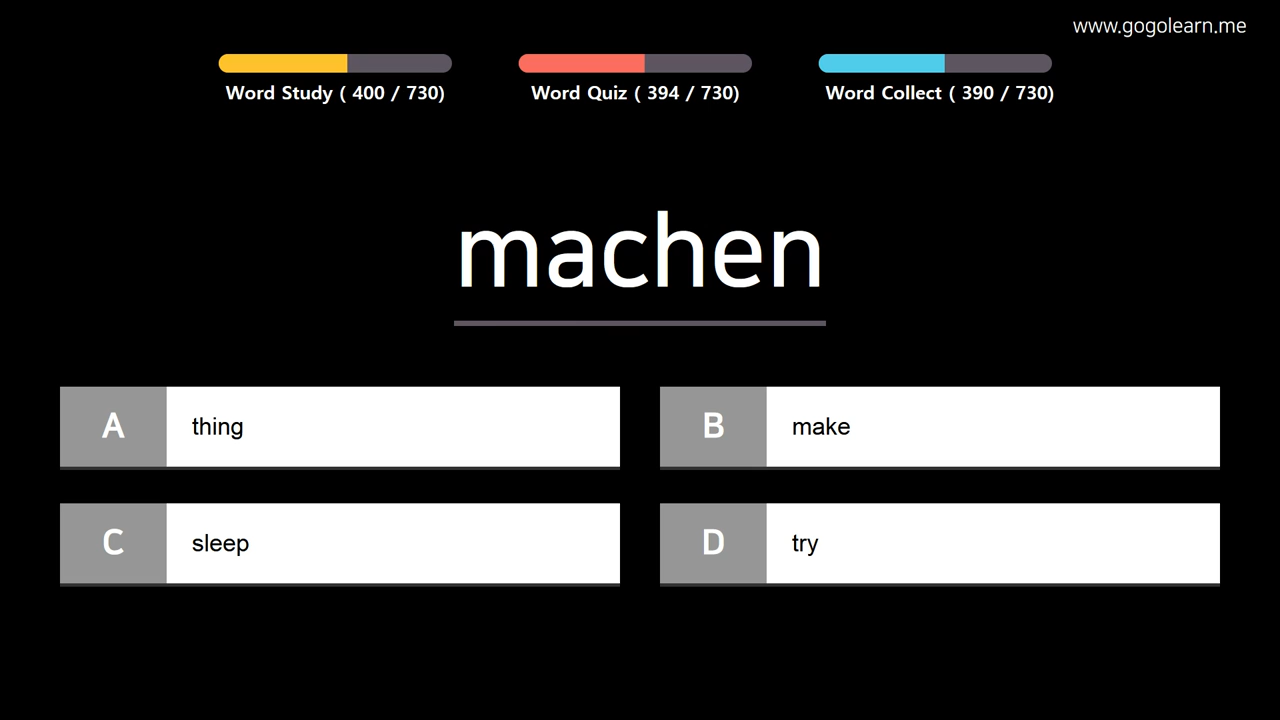 www.gogolearn.me
Word Study ( 400 / 730)
Word Quiz ( 394 / 730)
Word Collect ( 390 / 730)
machen
A
thing
B
make
C
sleep
D
try